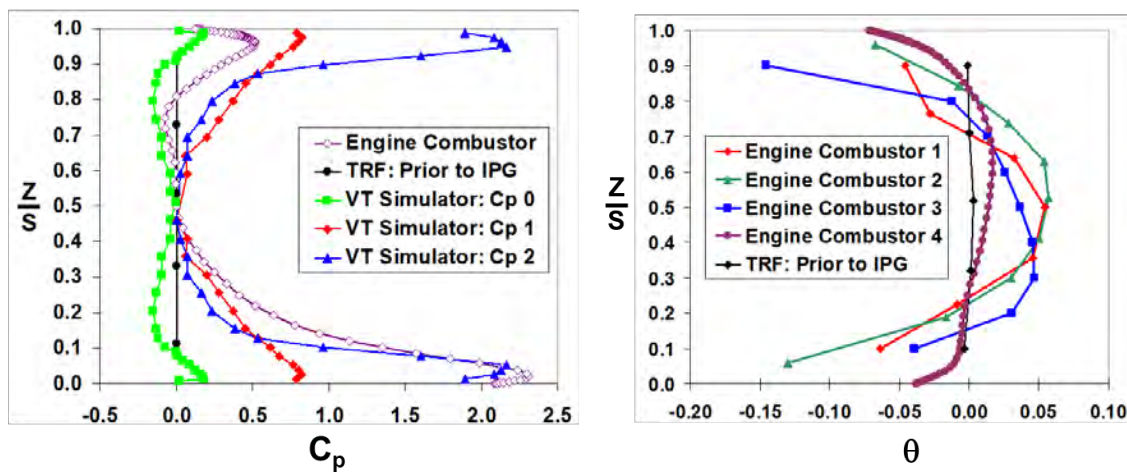 1.0
0.9
0.8
0.7
0.6
0.5
0.4
0.3
0.2
0.1
0.0
Z
S
-0.5 0.0 0.5 1.0 1.5 2.0 2.5
Cp
Engine Combustor
TRF: Prior to IPG
VT Simulator: Cp 0
VT Simulator: Cp 1
VT Simulator: Cp 2
1.0
0.9
0.8
0.7
0.6
0.5
0.4
0.3
0.2
0.1
0.0
Z
S
-0.20 -0.15 -0.10 -0.05 0.00 0.05 0.10
θ
Engine Combustor 1
Engine Combustor 2
Engine Combustor 3
Engine Combustor 4
TRF: Prior to IPG